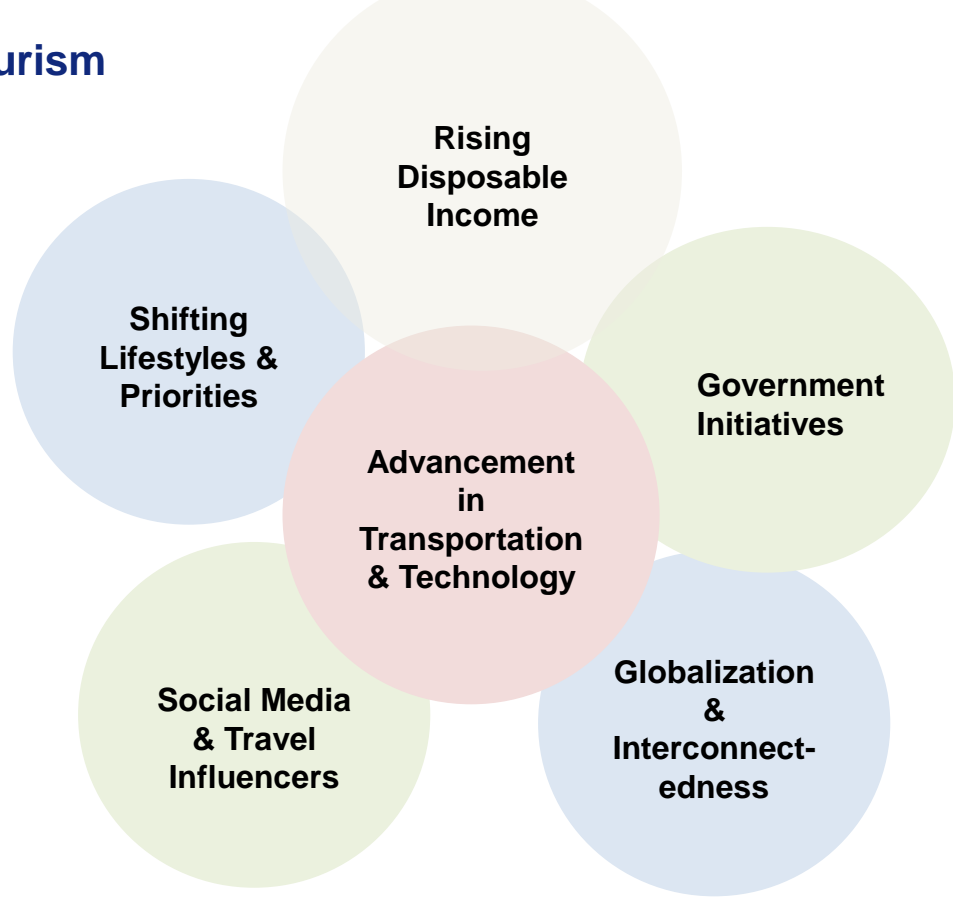 urism
Rising
Disposable
Income
Shifting
Lifestyles &
Priorities
Government
Initiatives
Advancement
in
Transportation
& Technology
Globalization
&
Interconnect-
edness
Social Media
& Travel
Influencers